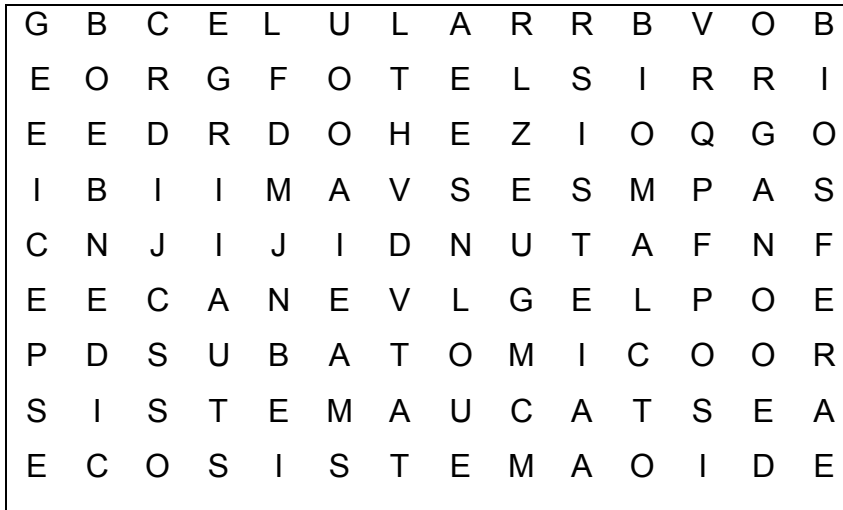 G B C E L U L A R R B V O B
E O R G F O T E L S I R R I
E E D R D O H E Z I O Q G O
I B I I M A V S E S M P A S
C N J I J I D N U T A F N F
E E C A N E V L G E L P O E
P D S U B A T O M I C O O R
S I S T E M A U C A T S E A
E C O S I S T E M A O I D E